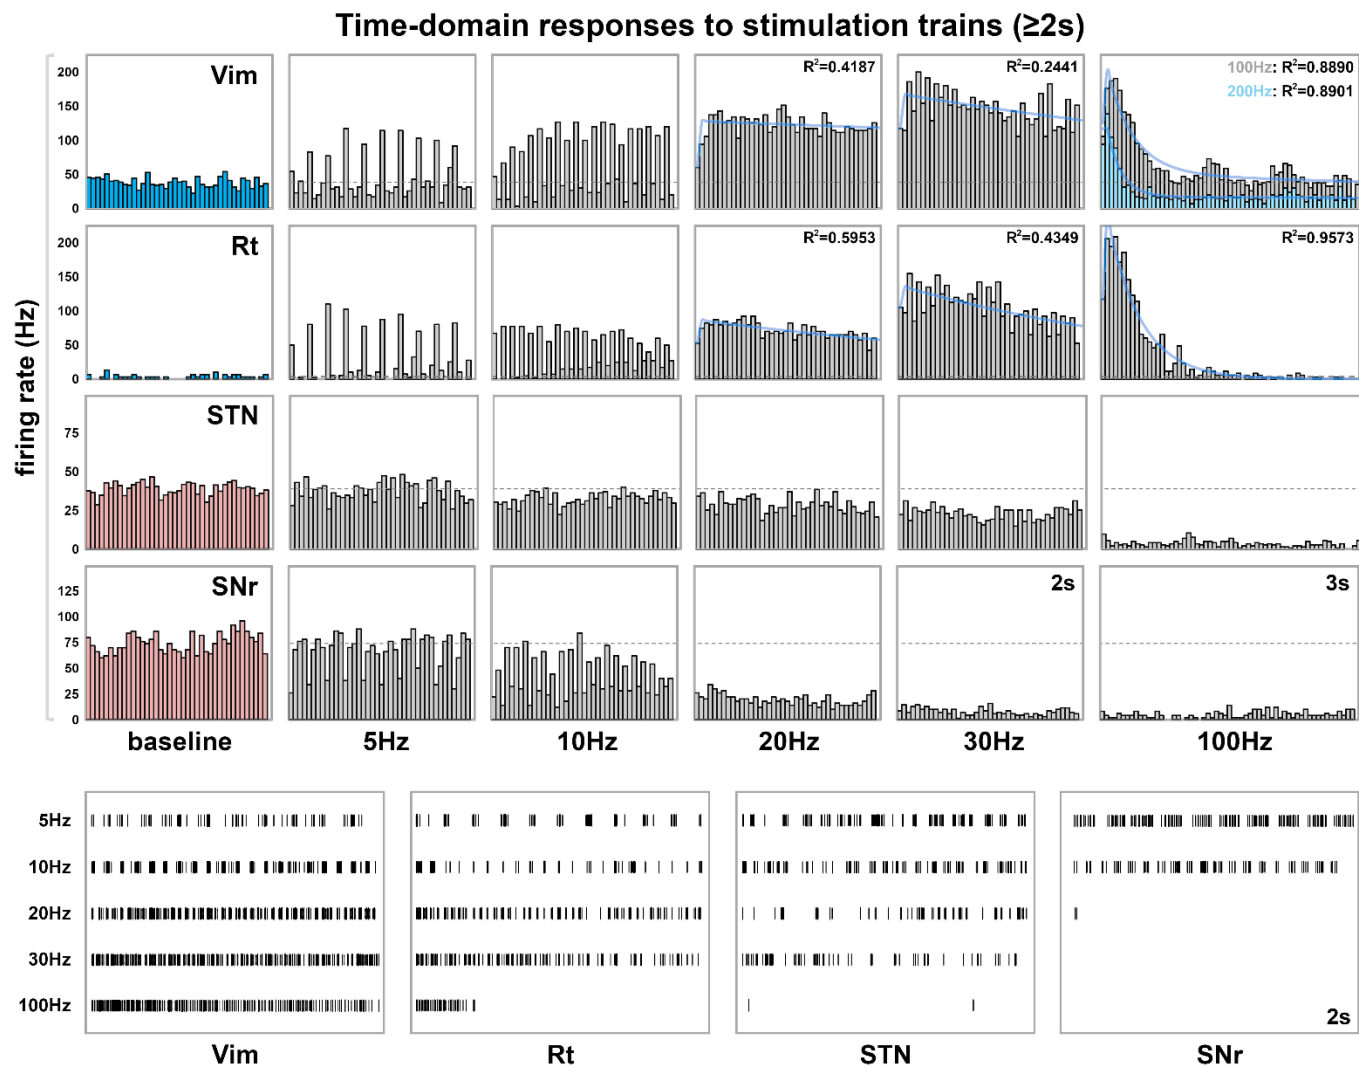 Time-domain responses to stimulation trains (≥2s)
firing rate (Hz)
Vim
200
150
100
50
0
R²=0.4187
R²=0.2441
100Hz: R²=0.8890
200Hz: R²=0.8901
Rt
200
150
100
50
0
R²=0.5953
R²=0.4349
R²=0.9573
STN
75
50
25
0
SNr
125
100
75
50
25
0
2s
3s
baseline 5Hz 10Hz 20Hz 30Hz 100Hz
5Hz
10Hz
20Hz
30Hz
100Hz
2s
Vim Rt STN SNr